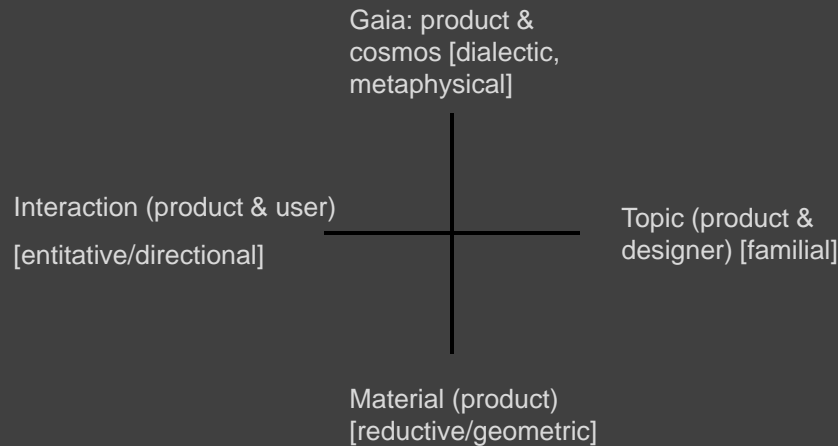 Gaia: product &
cosmos [dialectic,
metaphysical]
Interaction (product & user)
[entitative/directional]
Topic (product &
designer) [familial]
Material (product)
[reductive/geometric]